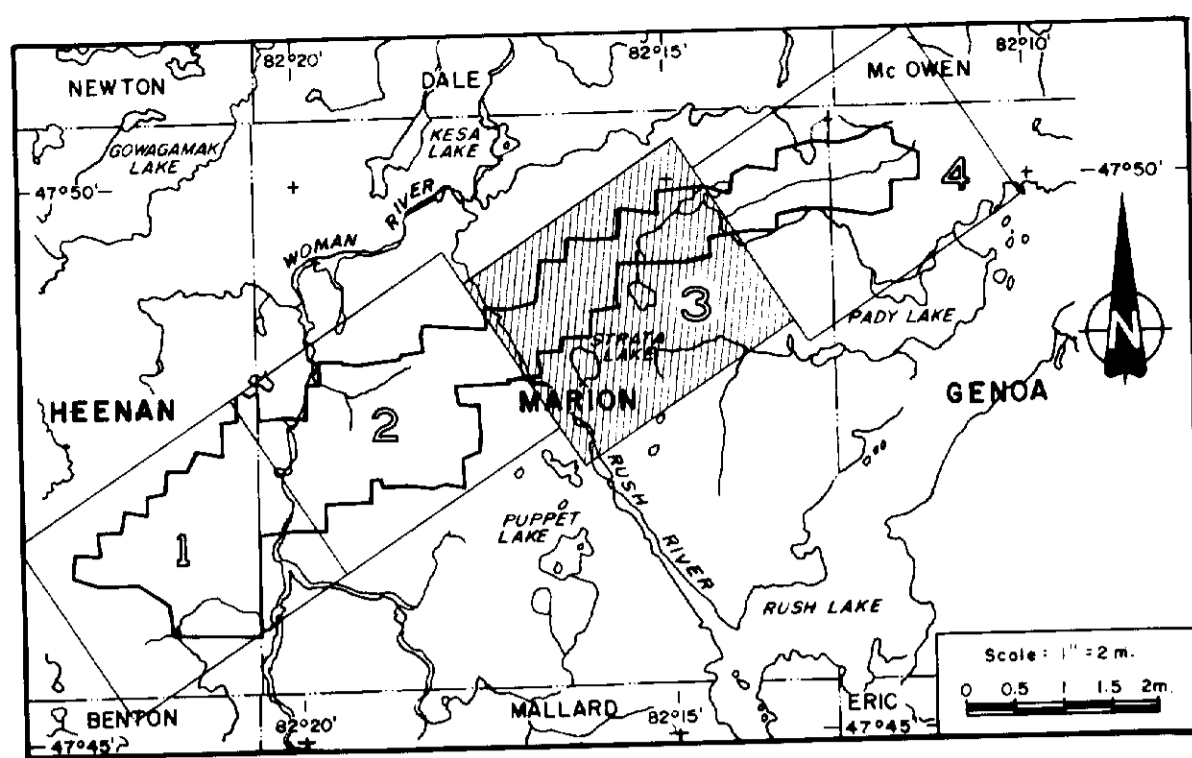 82°20'
82°15'
82°10'
NEWTON
DALE
Mc OWEN
GOWAGAMAK
LAKE
KESA
LAKE
47°50'
47°50'
4
WOMAN RIVER
3
PADY LAKE
STRATA
LAKE
N
HEENAN
MARION
GENOA
2
1
RUSH RIVER
PUPPET
LAKE
RUSH LAKE
Scale: 1" = 2 m.
0 0.5 1 1.5 2m.
BENTON
82°20'
MALLARD
82°15'
ERIC
47°45'
47°45'